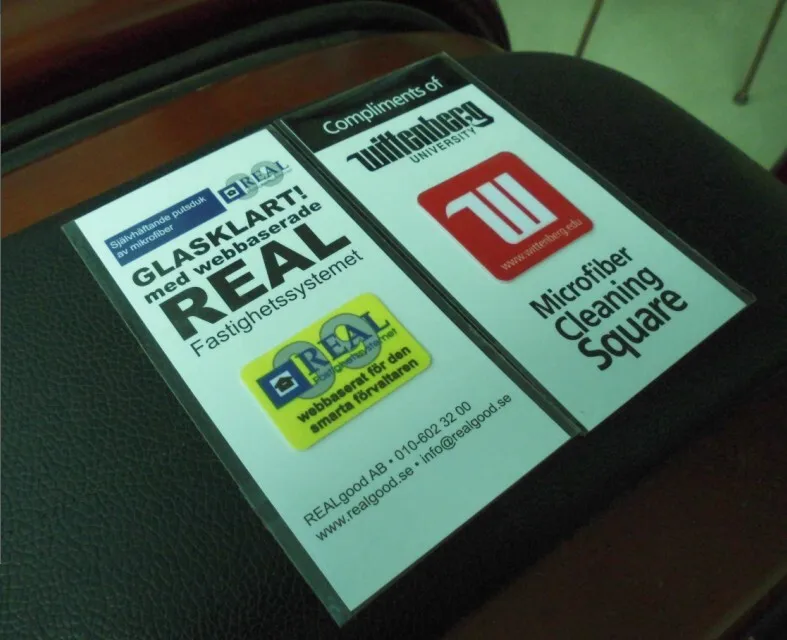 REAL
Självhäftande putsduk
av mikrofiber
GLASKLART!
med webbaserade
REAL
Fastighetssystemet
REAL
Fastighetssystemet
webbaserat för den
smarta förvaltaren
REALgood AB • 010-602 32 00
www.realgood.se • info@realgood.se
Compliments of
wittenberg
UNIVERSITY
www.wittenberg.edu
Microfiber
Cleaning
Square